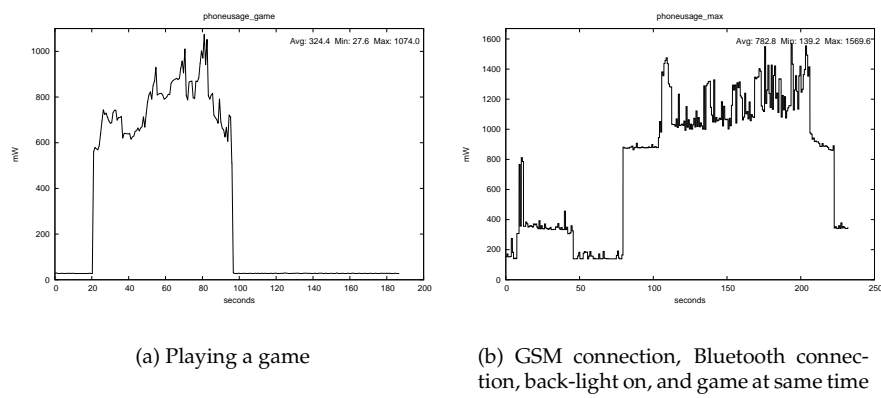 phoneusage_game
Avg: 324.4 Min: 27.6 Max: 1074.0
1000
800
600
400
200
0
mW
0 20 40 60 80 100 120 140 160 180 200
seconds
(a) Playing a game
phoneusage_max
Avg: 782.8 Min: 139.2 Max: 1569.6
1600
1400
1200
1000
800
600
400
200
0
mW
0 50 100 150 200 250
seconds
(b) GSM connection, Bluetooth connec-
tion, back-light on, and game at same time